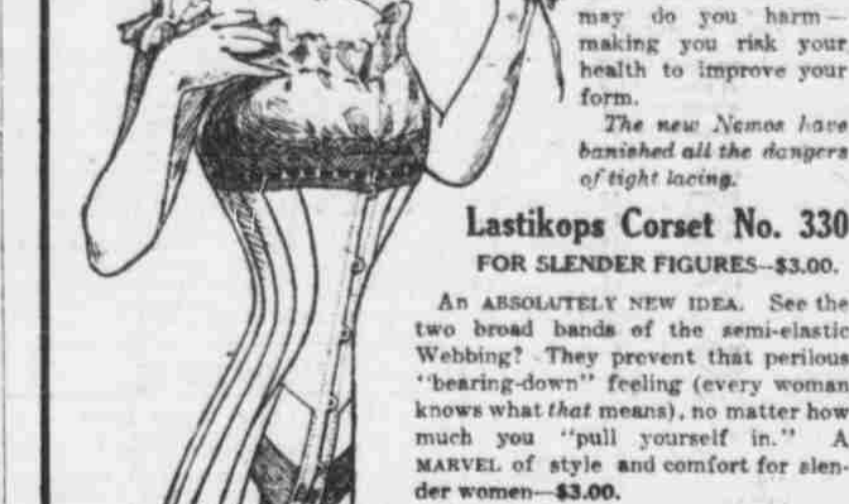 may do you harm—
making you risk your
health to improve your
form.
The new Nemos have
banished all the dangers
of tight lacing.
Lastikops Corset No. 330
FOR SLENDER FIGURES—$3.00.
An ABSOLUTELY NEW IDEA. See the
two broad bands of the semi-elastic
Webbing? They prevent that perilous
"bearing-down" feeling (every woman
knows what that means), no matter how
much you "pull yourself in." A
MARVEL of style and comfort for slen-
der women—$3.00.